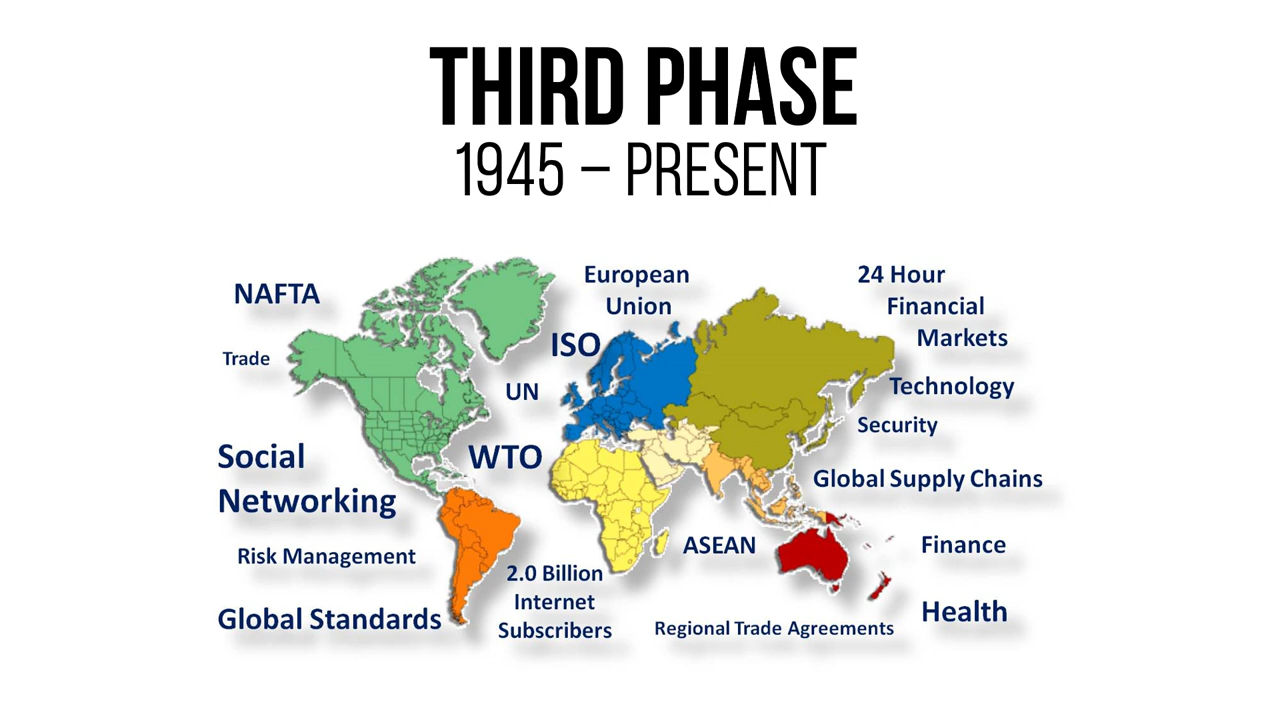 THIRD PHASE
1945 – PRESENT
NAFTA
European
Union
24 Hour
Financial
Markets
ISO
Trade
UN
Technology
Security
Social
Networking
WTO
Global Supply Chains
Risk Management
ASEAN
Finance
2.0 Billion
Internet
Subscribers
Global Standards
Regional Trade Agreements
Health